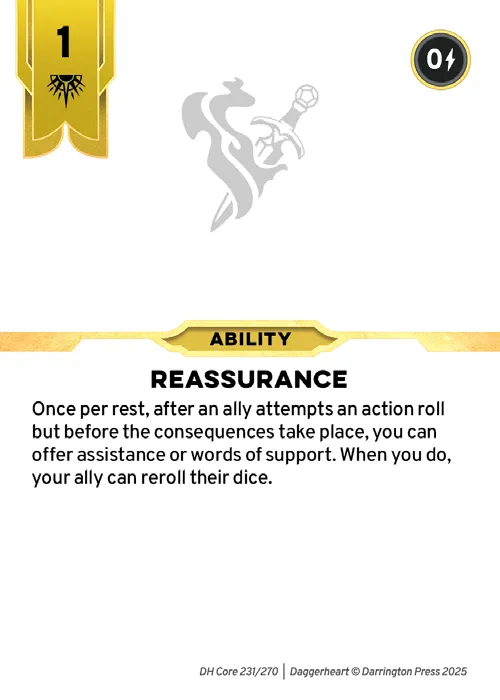 1
0
ABILITY
REASSURANCE
Once per rest, after an ally attempts an action roll
but before the consequences take place, you can
offer assistance or words of support. When you do,
your ally can reroll their dice.
DH Core 231/270 | Daggerheart © Darrington Press 2025